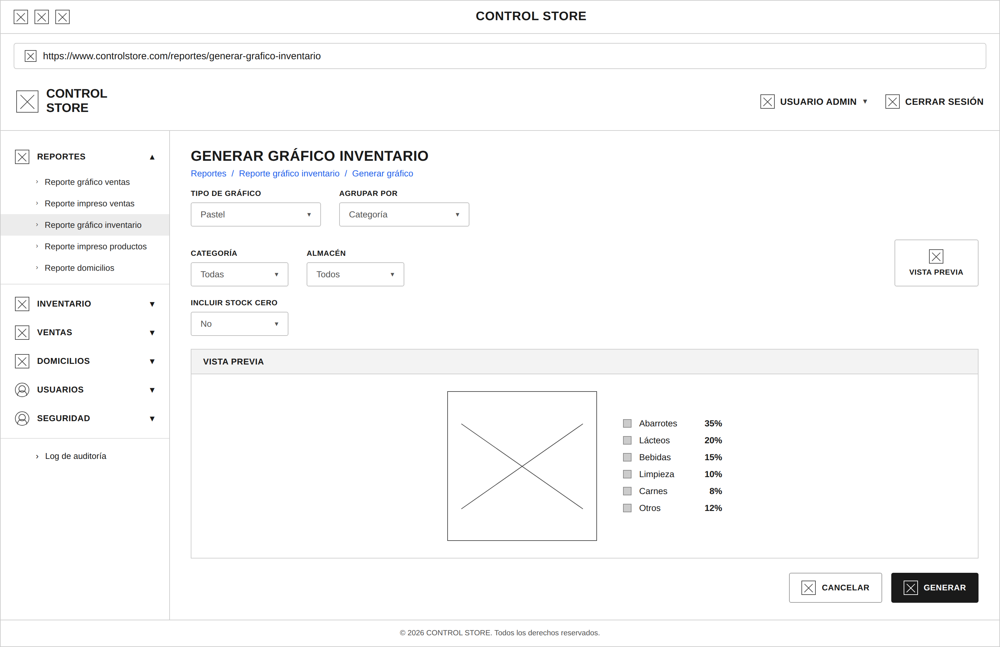 CONTROL STORE
https://www.controlstore.com/reportes/generar-grafico-inventario
CONTROL
STORE
USUARIO ADMIN ▼
CERRAR SESIÓN
REPORTES ▲
› Reporte gráfico ventas
› Reporte impreso ventas
› Reporte gráfico inventario
› Reporte impreso productos
› Reporte domicilios
INVENTARIO ▼
VENTAS ▼
DOMICILIOS ▼
USUARIOS ▼
SEGURIDAD ▼
› Log de auditoría
GENERAR GRÁFICO INVENTARIO
Reportes / Reporte gráfico inventario / Generar gráfico
TIPO DE GRÁFICO
Pastel ▼
AGRUPAR POR
Categoría ▼
CATEGORÍA
Todas ▼
ALMACÉN
Todos ▼
VISTA PREVIA
INCLUIR STOCK CERO
No ▼
VISTA PREVIA
Abarrotes 35%
Lácteos 20%
Bebidas 15%
Limpieza 10%
Carnes 8%
Otros 12%
CANCELAR
GENERAR
© 2026 CONTROL STORE. Todos los derechos reservados.